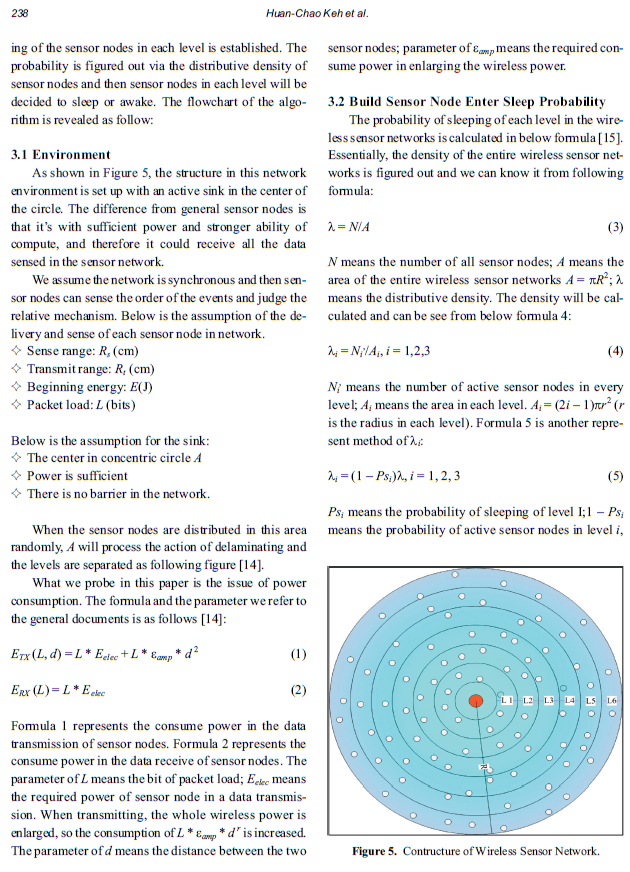 238
Huan-Chao Keh et al.
ing of the sensor nodes in each level is established. The
probability is figured out via the distributive density of
sensor nodes and then sensor nodes in each level will be
decided to sleep or awake. The flowchart of the algo-
rithm is revealed as follow:
3.1 Environment
As shown in Figure 5, the structure in this network
environment is set up with an active sink in the center of
the circle. The difference from general sensor nodes is
that it's with sufficient power and stronger ability of
compute, and therefore it could receive all the data
sensed in the sensor network.
We assume the network is synchronous and then sen-
sor nodes can sense the order of the events and judge the
relative mechanism. Below is the assumption of the de-
livery and sense of each sensor node in network.
✧ Sense range: Rs (cm)
✧ Transmit range: Rt (cm)
✧ Beginning energy: E(J)
✧ Packet load: L (bits)
Below is the assumption for the sink:
✧ The center in concentric circle A
✧ Power is sufficient
✧ There is no barrier in the network.
When the sensor nodes are distributed in this area
randomly, A will process the action of delaminating and
the levels are separated as following figure [14].
What we probe in this paper is the issue of power
consumption. The formula and the parameter we refer to
the general documents is as follows [14]:
E_TX (L, d) = L * E_elec + L * ε_amp * d² (1)
E_RX (L) = L * E_elec (2)
Formula 1 represents the consume power in the data
transmission of sensor nodes. Formula 2 represents the
consume power in the data receive of sensor nodes. The
parameter of L means the bit of packet load; E_elec means
the required power of sensor node in a data transmis-
sion. When transmitting, the whole wireless power is
enlarged, so the consumption of L * ε_amp * d^r is increased.
The parameter of d means the distance between the two
sensor nodes; parameter of ε_amp means the required con-
sume power in enlarging the wireless power.
3.2 Build Sensor Node Enter Sleep Probability
The probability of sleeping of each level in the wire-
less sensor networks is calculated in below formula [15].
Essentially, the density of the entire wireless sensor net-
works is figured out and we can know it from following
formula:
λ = N/A (3)
N means the number of all sensor nodes; A means the
area of the entire wireless sensor networks A = πR²; λ
means the distributive density. The density will be cal-
culated and can be see from below formula 4:
λi = Ni'/Ai, i = 1,2,3 (4)
Ni' means the number of active sensor nodes in every
level; Ai means the area in each level. Ai = (2i − 1)πr² (r
is the radius in each level). Formula 5 is another repre-
sent method of λi:
λi = (1 − Psi)λ, i = 1, 2, 3 (5)
Psi means the probability of sleeping of level I; 1 − Psi
means the probability of active sensor nodes in level i,
L 1 L2 L3 L4 L5 L6
R
Figure 5. Contructure of Wireless Sensor Network.